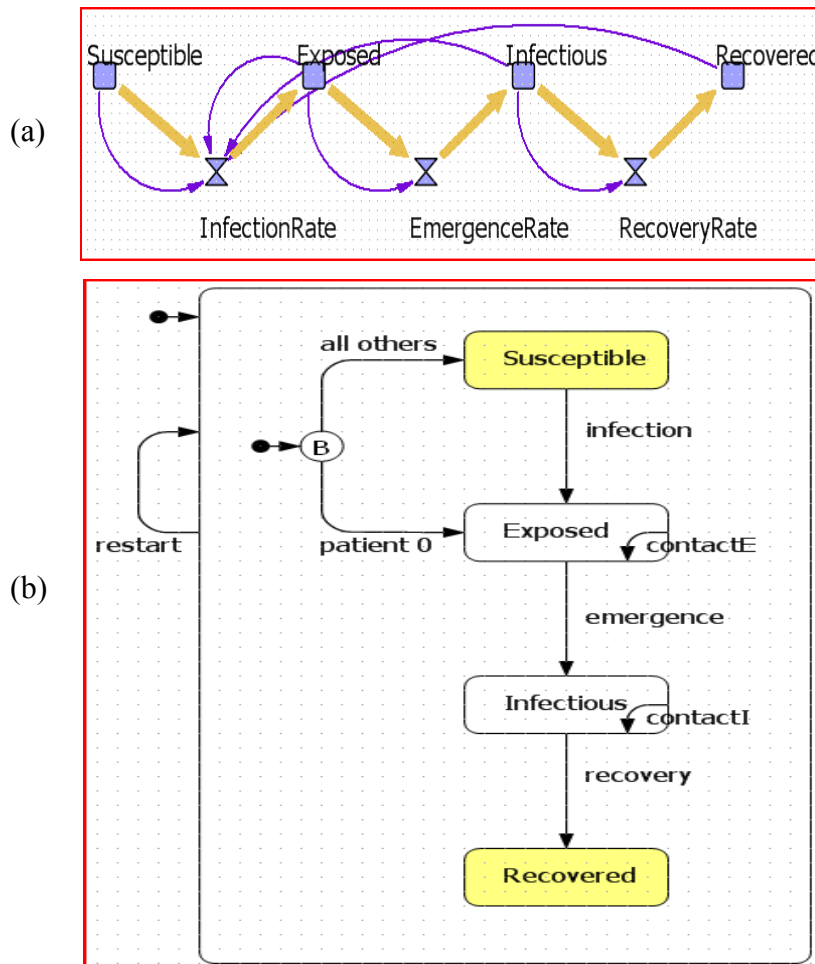 Susceptible Exposed Infectious Recovered
(a)
InfectionRate EmergenceRate RecoveryRate
all others
Susceptible
infection
B
restart
patient 0
Exposed
contactE
(b)
emergence
Infectious
contactI
recovery
Recovered